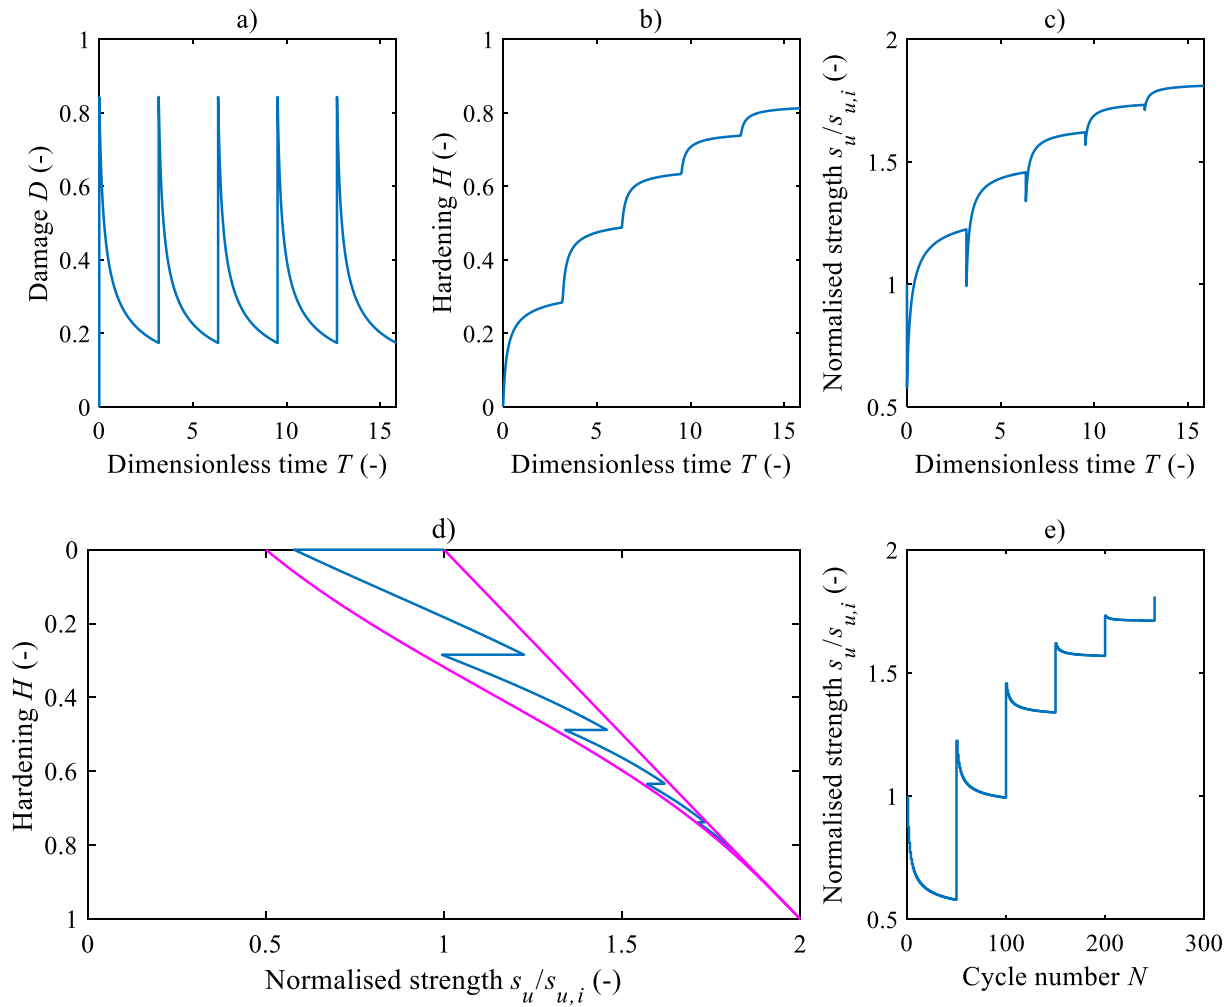 a)
1
0.8
0.6
0.4
0.2
0
Damage D (-)
0 5 10 15
Dimensionless time T (-)
b)
1
0.8
0.6
0.4
0.2
0
Hardening H (-)
0 5 10 15
Dimensionless time T (-)
c)
2
1.5
1
0.5
Normalised strength s_u/s_{u,i} (-)
0 5 10 15
Dimensionless time T (-)
d)
0
0.2
0.4
0.6
0.8
1
Hardening H (-)
0 0.5 1 1.5 2
Normalised strength s_u/s_{u,i} (-)
e)
2
1.5
1
0.5
Normalised strength s_u/s_{u,i} (-)
0 100 200 300
Cycle number N